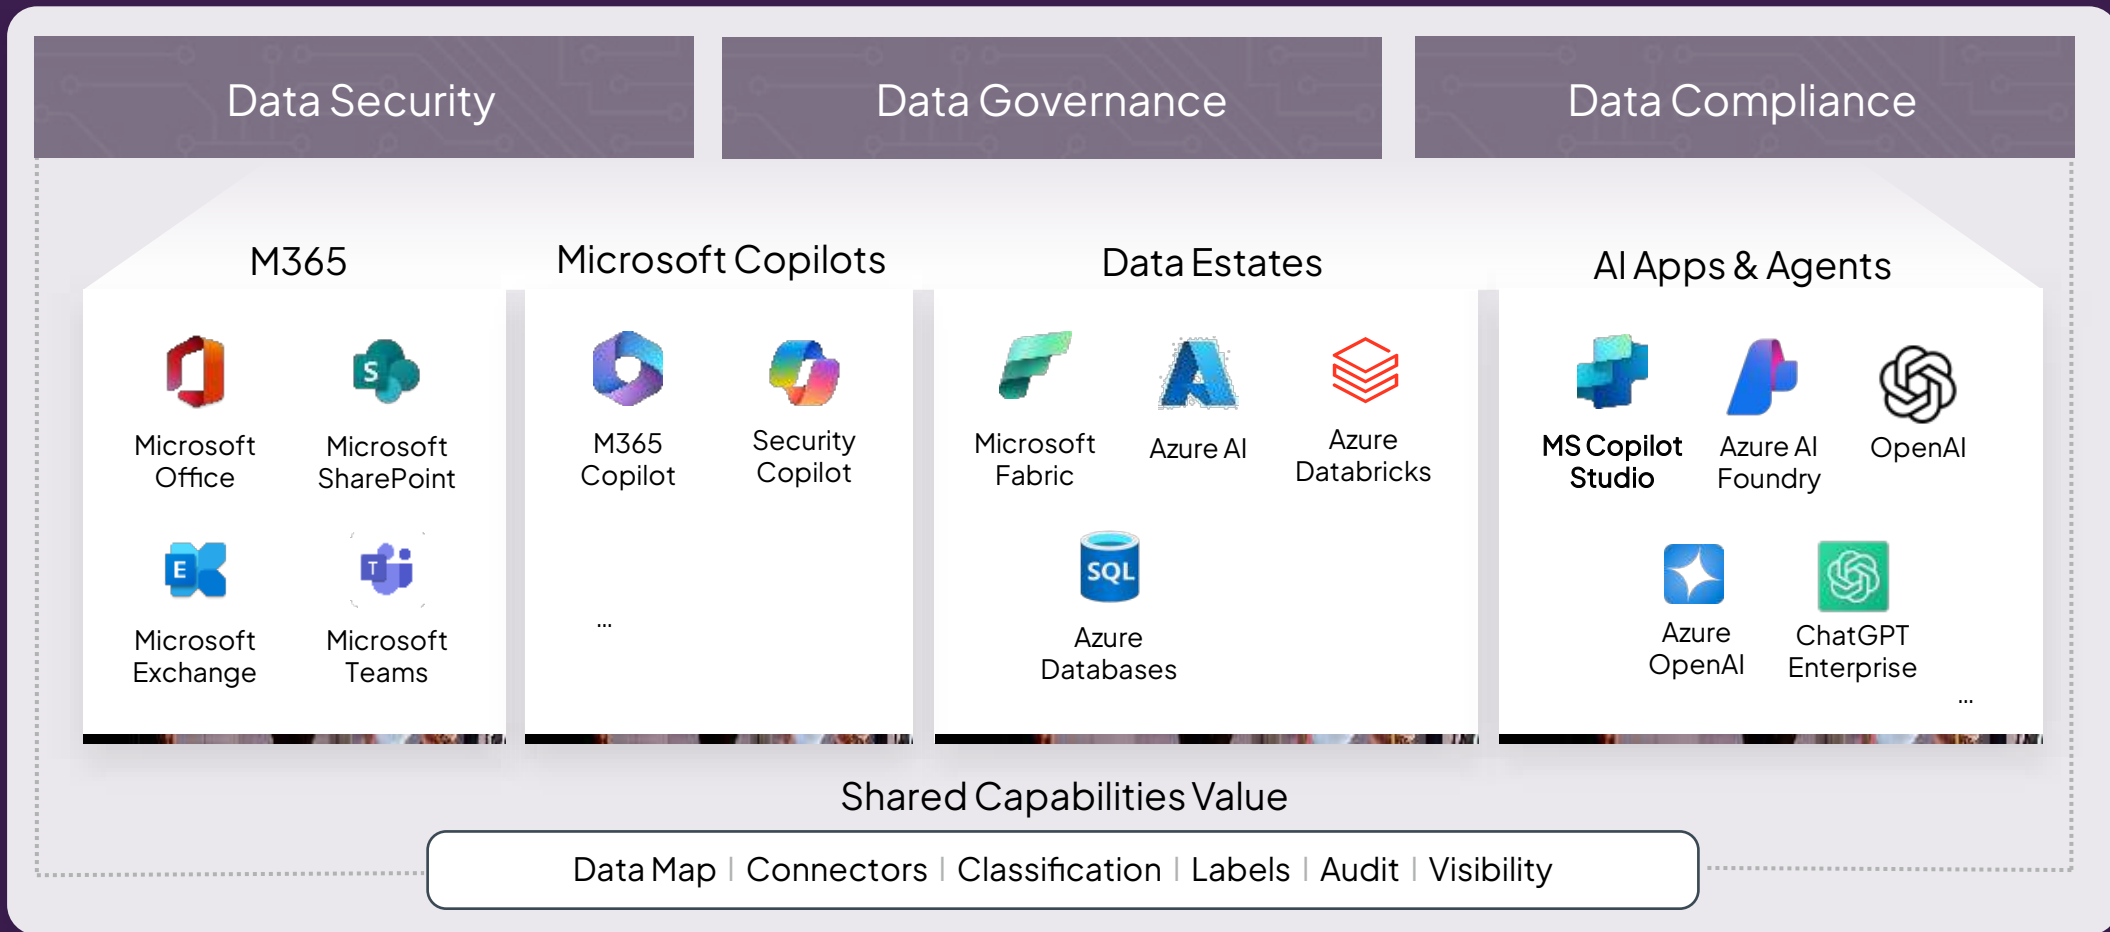 Data Security
Data Governance
Data Compliance
M365
Microsoft Copilots
Data Estates
AI Apps & Agents
Microsoft
Office
S
Microsoft
SharePoint
E
Microsoft
Exchange
T
Microsoft
Teams
M365
Copilot
Security
Copilot
...
Microsoft
Fabric
Azure AI
Azure
Databricks
SQL
Azure
Databases
MS Copilot
Studio
Azure AI
Foundry
OpenAI
Azure
OpenAI
ChatGPT
Enterprise
...
Shared Capabilities Value
Data Map | Connectors | Classification | Labels | Audit | Visibility